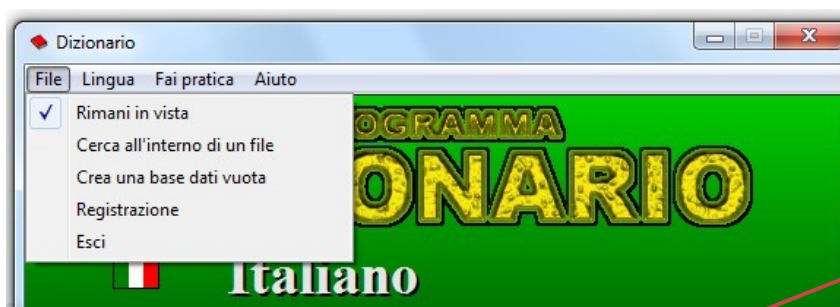 Dizionario
File Lingua Fai pratica Aiuto
Rimani in vista
Cerca all'interno di un file
Crea una base dati vuota
Registrazione
Esci
OGRAMMA
ONARIO
Italiano